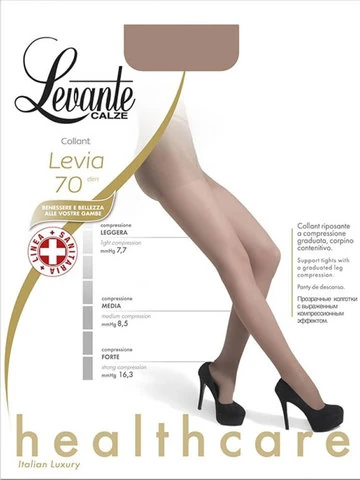 Levante
CALZE
Collant
Levia
70 den
BENESSERE E BELLEZZA
ALLE VOSTRE GAMBE
LINEA SANITARIA
compressione
LEGGERA
light compression
mmHg 7,7
compressione
MEDIA
medium compression
mmHg 8,5
compressione
FORTE
strong compression
mmHg 16,3
Collant riposante
a compressione
graduata, corpino
contenitivo.
Support tights with
a graduated leg
compression.
Panty de descanso.
Прозрачные колготки
с выраженным
компрессионным
эффектом.
healthcare
Italian Luxury